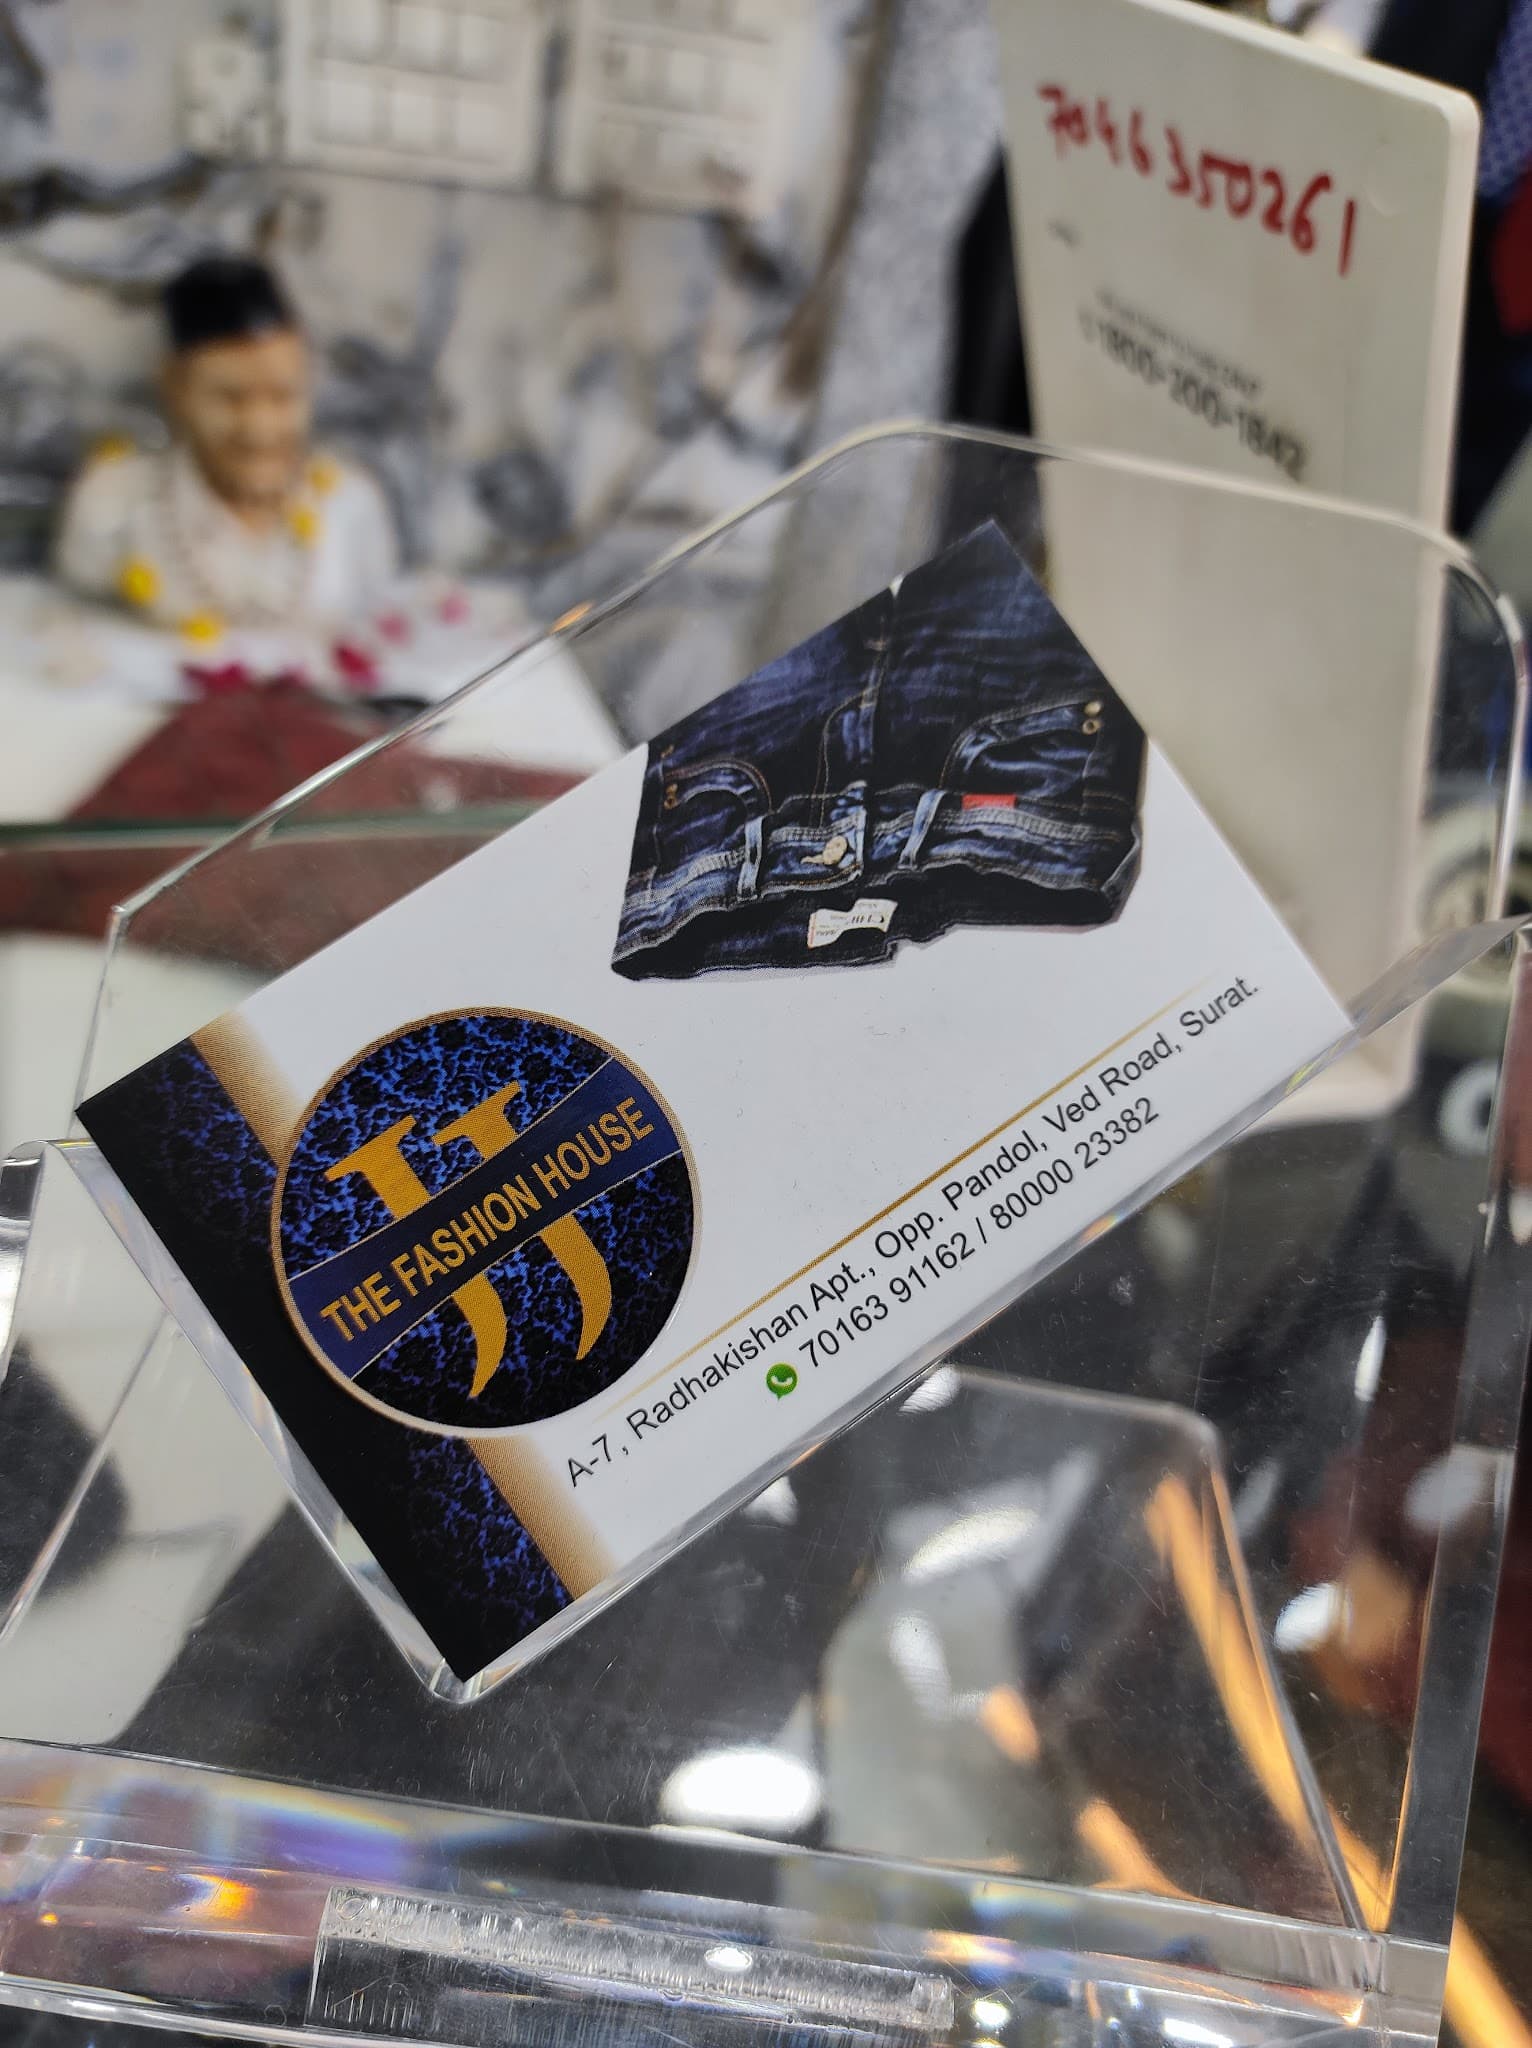 7046350261
1800-200-1842
JJ
THE FASHION HOUSE
A-7, Radhakishan Apt., Opp. Pandol, Ved Road, Surat.
70163 91162 / 80000 23382